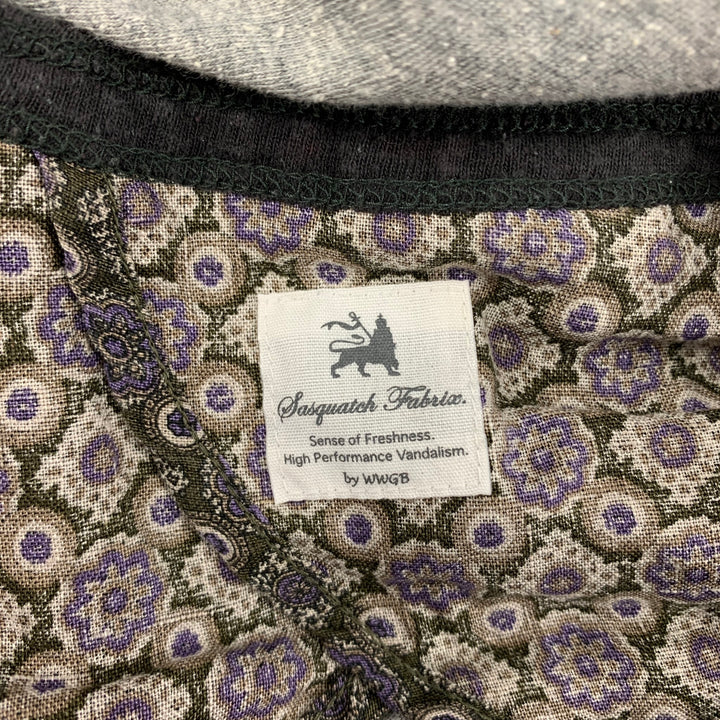 Sasquatch Fabrix.
Sense of Freshness.
High Performance Vandalism.
by WWGB